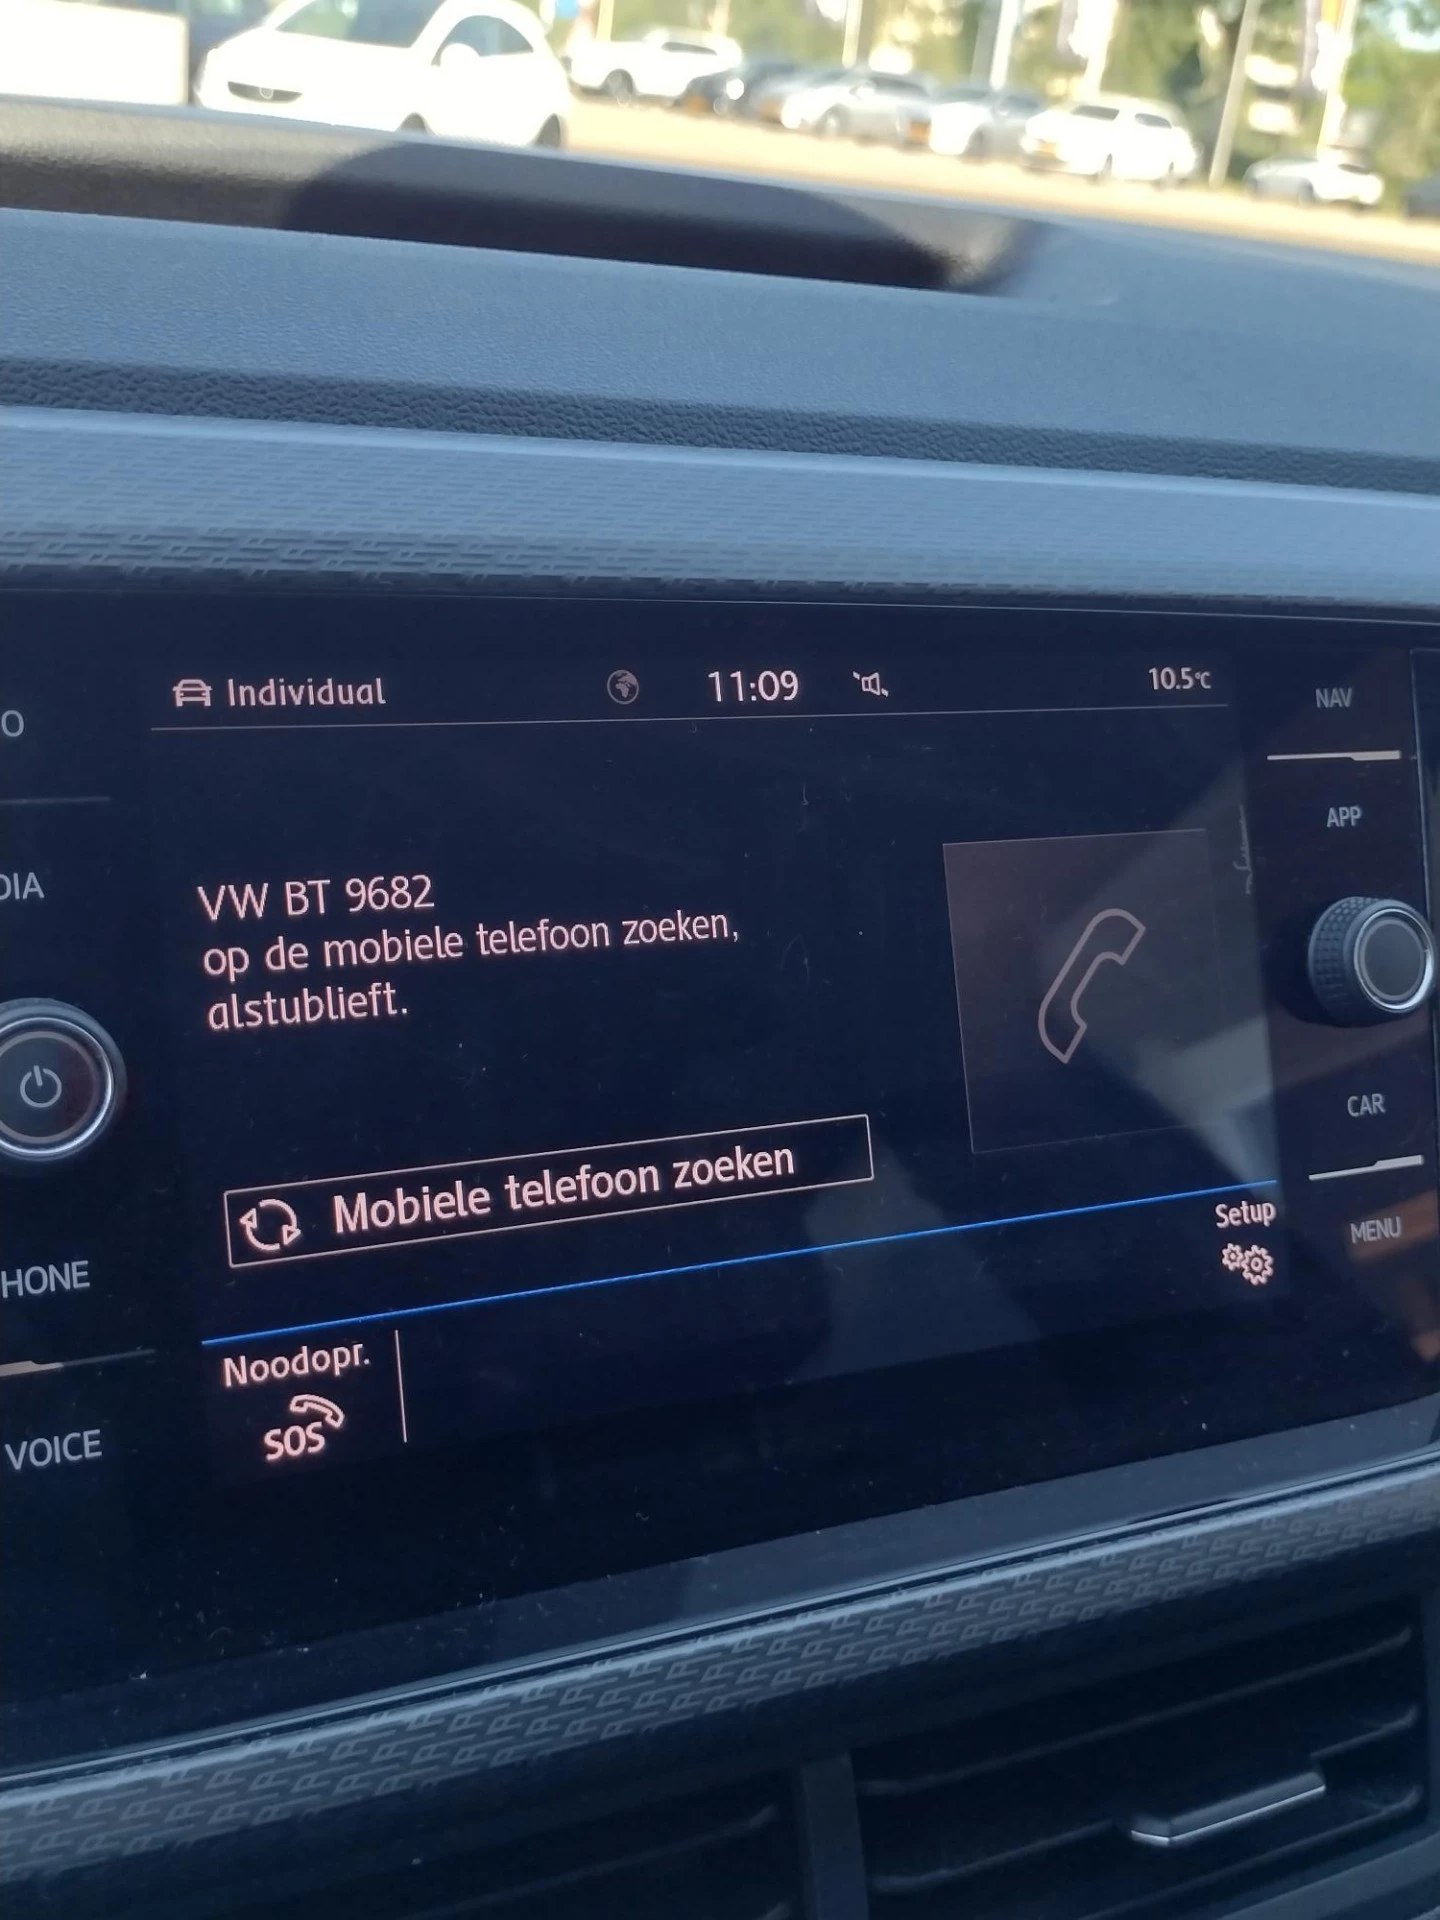 Individual 11:09 10.5°C
NAV
O
APP
DIA
VW BT 9682
op de mobiele telefoon zoeken,
alstublieft.
CAR
Mobiele telefoon zoeken
Setup
MENU
HONE
Noodopr.
SOS
VOICE